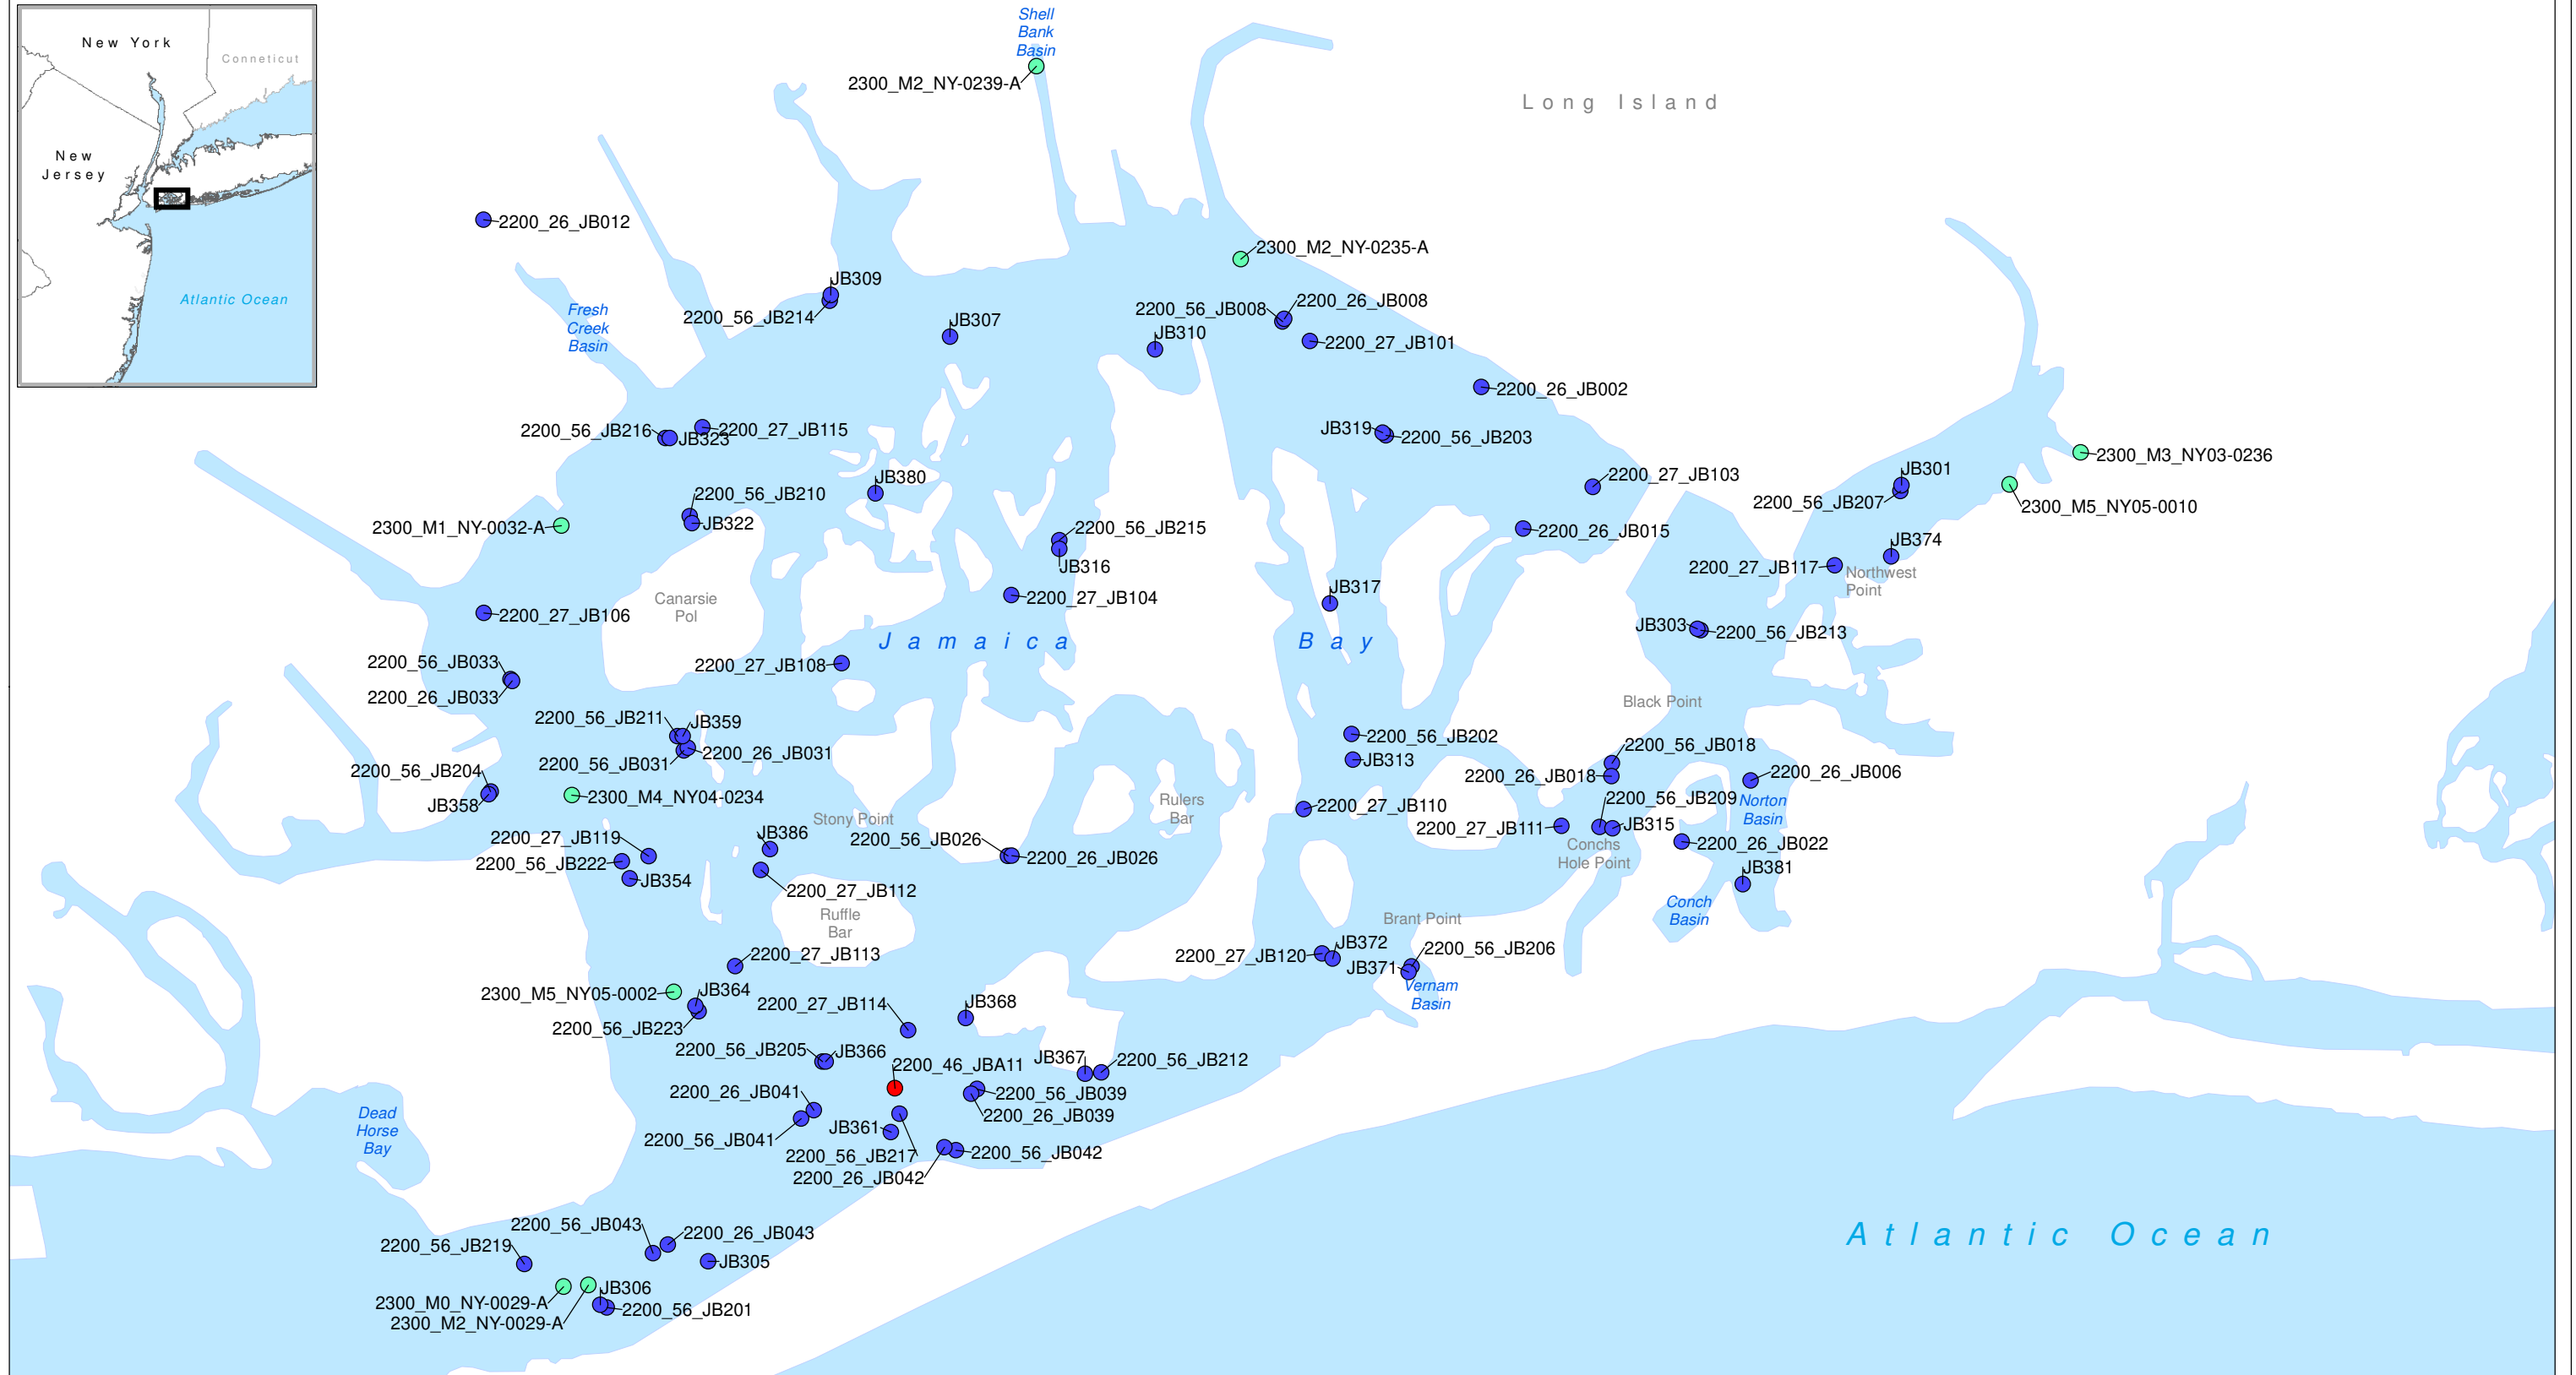 New York
Conneticut
New
Jersey
Atlantic Ocean
Shell
Bank
Basin
2300_M2_NY-0239-A
Long Island
2200_26_JB012
2300_M2_NY-0235-A
JB309
2200_56_JB214
Fresh
Creek
Basin
JB307
2200_56_JB008
2200_26_JB008
JB310
2200_27_JB101
2200_26_JB002
2200_56_JB216
JB323
2200_27_JB115
JB319
2200_56_JB203
2300_M3_NY03-0236
JB380
2200_27_JB103
JB301
2200_56_JB207
2300_M5_NY05-0010
2200_56_JB210
JB322
2300_M1_NY-0032-A
2200_56_JB215
JB316
2200_26_JB015
JB374
2200_27_JB117
Northwest
Point
2200_27_JB104
JB317
Canarsie
Pol
2200_27_JB106
JB303
2200_56_JB213
Jamaica Bay
2200_56_JB033
2200_26_JB033
2200_27_JB108
Black Point
2200_56_JB211
JB359
2200_26_JB031
2200_56_JB031
2200_56_JB202
JB313
2200_56_JB018
2200_26_JB018
2200_26_JB006
2200_56_JB204
JB358
2300_M4_NY04-0234
Stony Point
Rulers
Bar
2200_27_JB110
2200_56_JB209
Norton
Basin
2200_27_JB111
JB315
Conchs
Hole Point
2200_26_JB022
2200_27_JB119
2200_56_JB222
JB354
JB386
2200_56_JB026
2200_26_JB026
JB381
2200_27_JB112
Ruffle
Bar
Conch
Basin
Brant Point
2200_27_JB113
2200_27_JB120
JB372
2200_56_JB206
JB371
Vernam
Basin
2300_M5_NY05-0002
JB364
2200_56_JB223
2200_27_JB114
JB368
2200_56_JB205
JB366
2200_46_JBA11
JB367
2200_56_JB212
2200_26_JB041
2200_56_JB039
2200_26_JB039
Dead
Horse
Bay
2200_56_JB041
JB361
2200_56_JB217
2200_56_JB042
2200_26_JB042
2200_56_JB043
2200_26_JB043
2200_56_JB219
JB305
Atlantic Ocean
JB306
2300_M0_NY-0029-A
2200_56_JB201
2300_M2_NY-0029-A